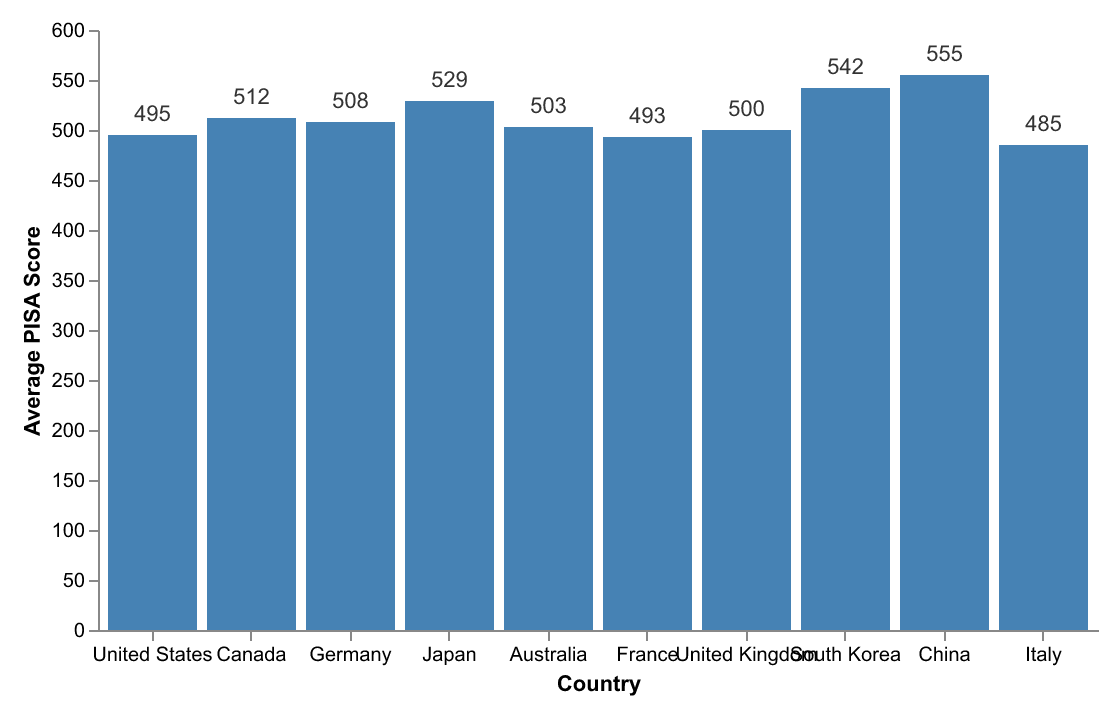 600
550
500
450
400
350
300
250
200
150
100
50
0
Average PISA Score
495
512
508
529
503
493
500
542
555
485
United States
Canada
Germany
Japan
Australia
France
United Kingdom
South Korea
China
Italy
Country